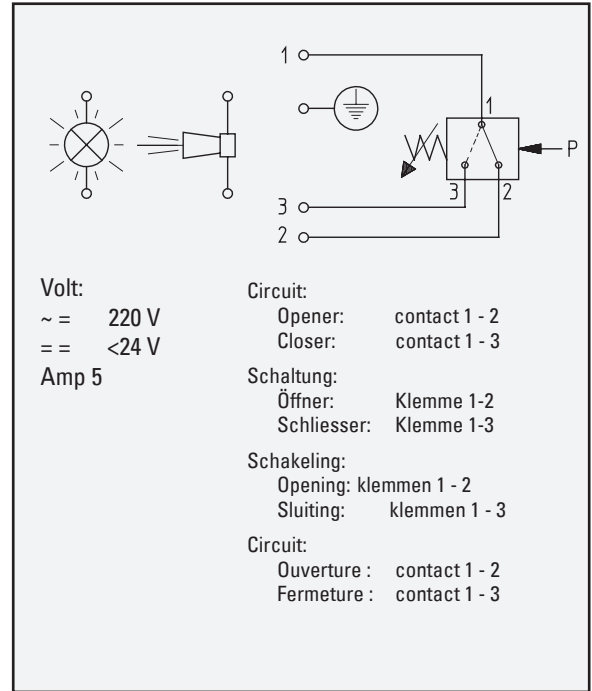 1
1
P
3
2
3
2
Volt:
~ = 220 V
= = <24 V
Amp 5
Circuit:
Opener: contact 1 - 2
Closer: contact 1 - 3
Schaltung:
Öffner: Klemme 1-2
Schliesser: Klemme 1-3
Schakeling:
Opening: klemmen 1 - 2
Sluiting: klemmen 1 - 3
Circuit:
Ouverture : contact 1 - 2
Fermeture : contact 1 - 3